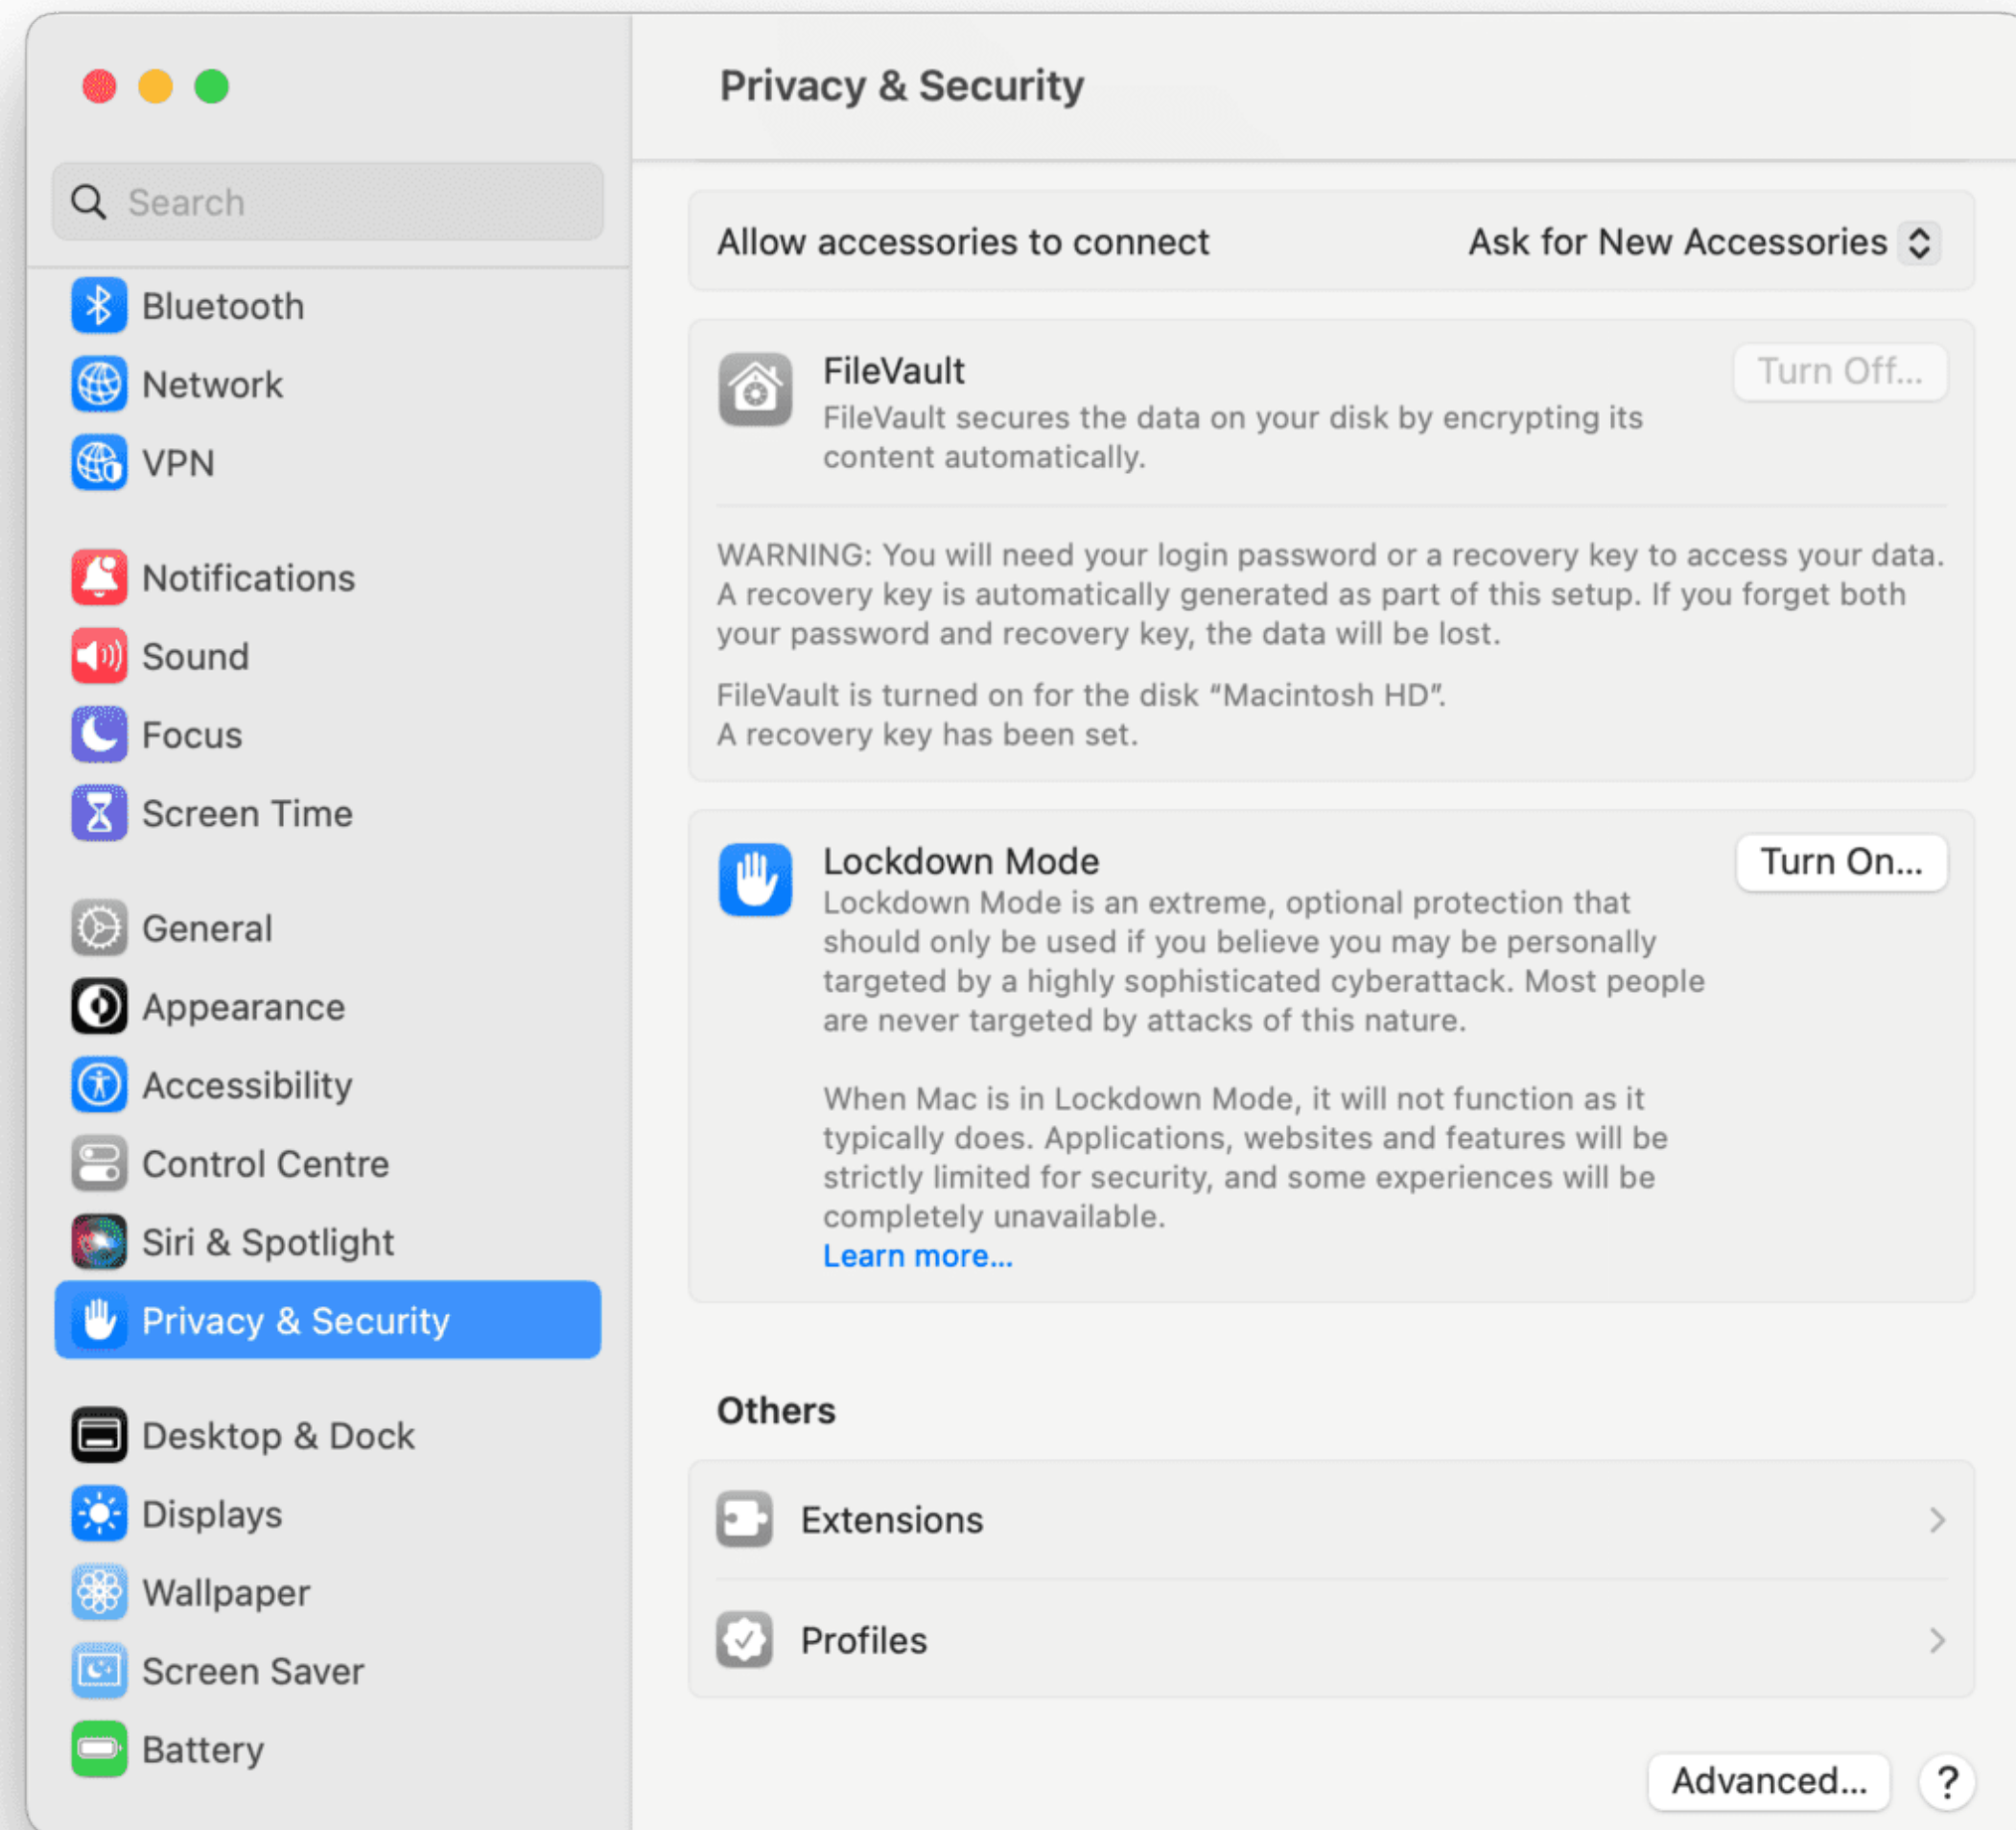 Search
Bluetooth
Network
VPN
Notifications
Sound
Focus
Screen Time
General
Appearance
Accessibility
Control Centre
Siri & Spotlight
Privacy & Security
Desktop & Dock
Displays
Wallpaper
Screen Saver
Battery
Privacy & Security
Allow accessories to connect Ask for New Accessories
FileVault Turn Off...
FileVault secures the data on your disk by encrypting its
content automatically.
WARNING: You will need your login password or a recovery key to access your data.
A recovery key is automatically generated as part of this setup. If you forget both
your password and recovery key, the data will be lost.
FileVault is turned on for the disk “Macintosh HD”.
A recovery key has been set.
Lockdown Mode Turn On...
Lockdown Mode is an extreme, optional protection that
should only be used if you believe you may be personally
targeted by a highly sophisticated cyberattack. Most people
are never targeted by attacks of this nature.
When Mac is in Lockdown Mode, it will not function as it
typically does. Applications, websites and features will be
strictly limited for security, and some experiences will be
completely unavailable.
Learn more...
Others
Extensions
Profiles
Advanced... ?